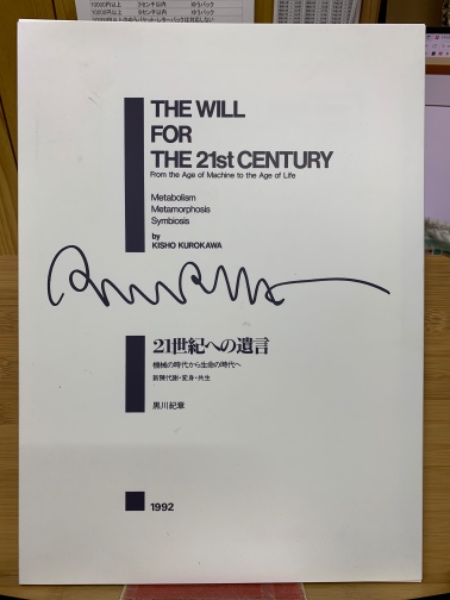 THE WILL
FOR
THE 21st CENTURY
From the Age of Machine to the Age of Life
Metabolism
Metamorphosis
Symbiosis
by
KISHO KUROKAWA
21世紀への遺言
機械の時代から生命の時代へ
新陳代謝・変身・共生
黒川紀章
1992